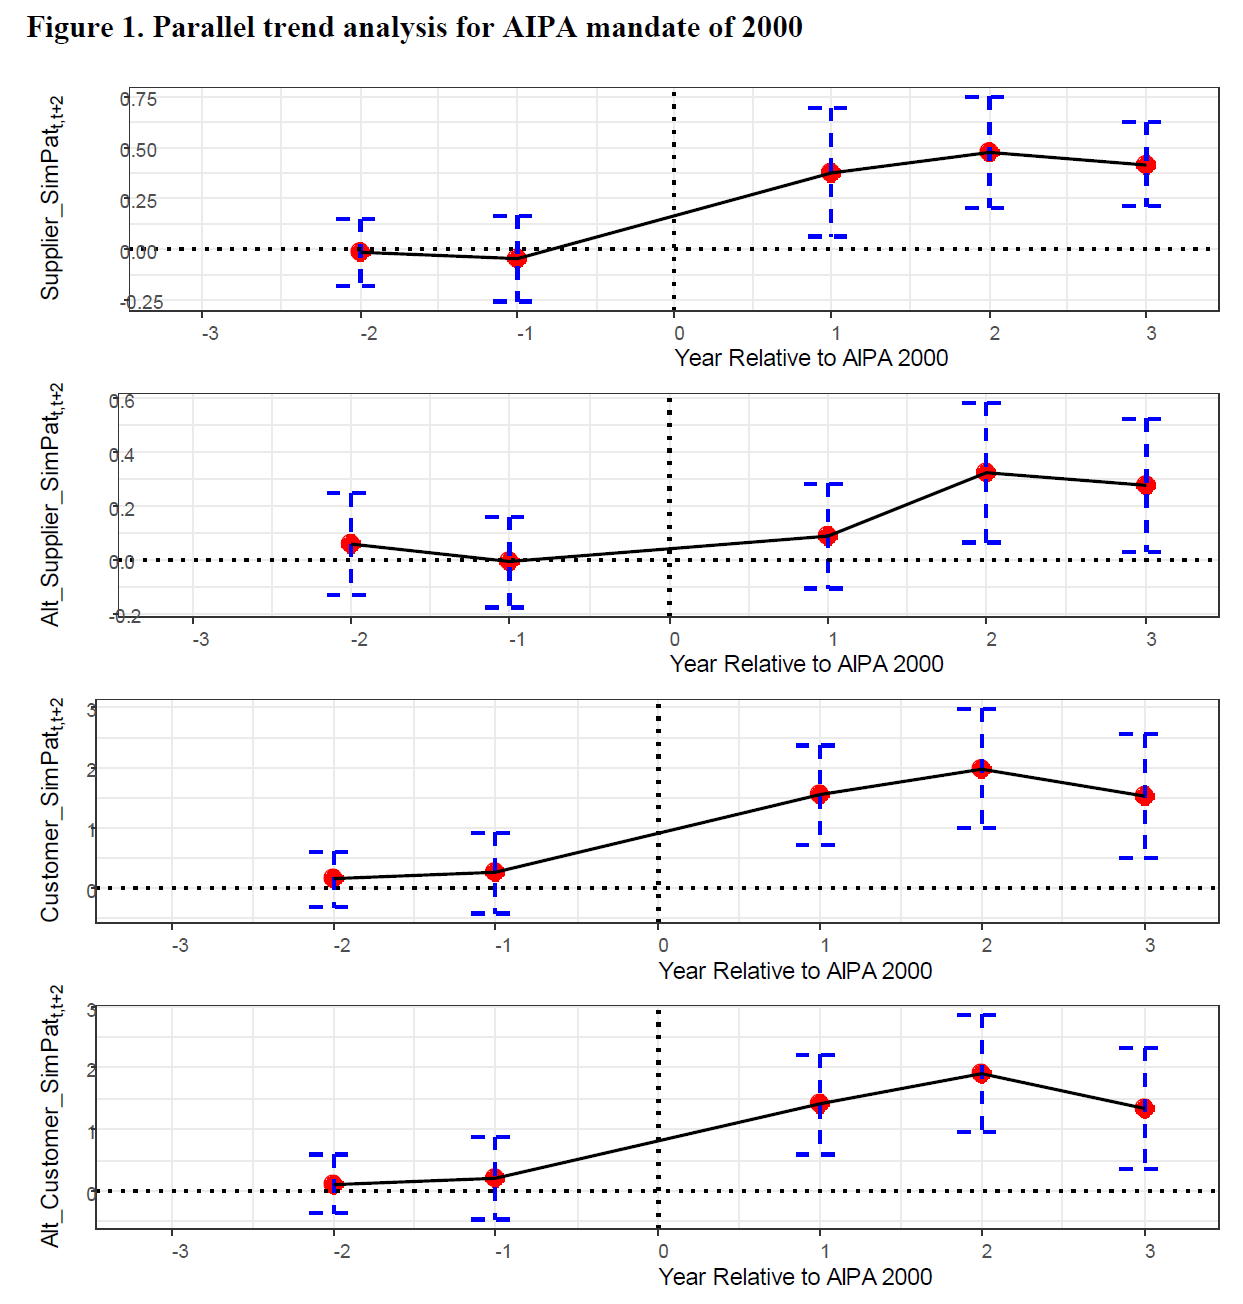 Figure 1. Parallel trend analysis for AIPA mandate of 2000
Supplier_SimPatt,t+2
0.75
0.50
0.25
0.00
-0.25
-3 -2 -1 0 1 2 3
Year Relative to AIPA 2000
Alt_Supplier_SimPatt,t+2
0.6
0.4
0.2
0.0
-0.2
-3 -2 -1 0 1 2 3
Year Relative to AIPA 2000
Customer_SimPatt,t+2
3
2
1
0
-3 -2 -1 0 1 2 3
Year Relative to AIPA 2000
Alt_Customer_SimPatt,t+2
3
2
1
0
-3 -2 -1 0 1 2 3
Year Relative to AIPA 2000